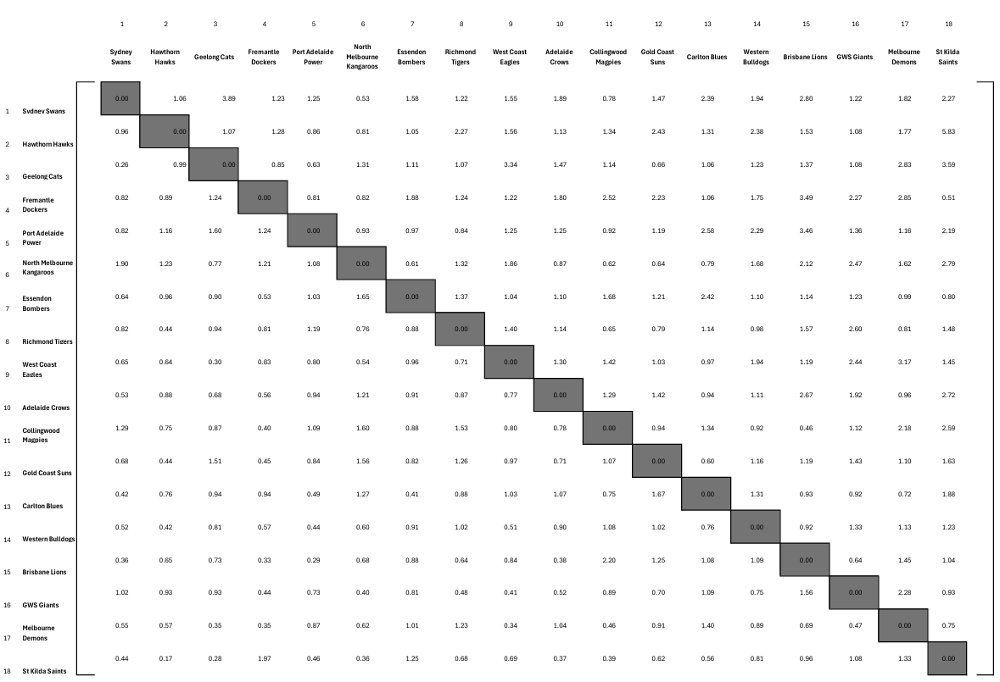 1 2 3 4 5 6 7 8 9 10 11 12 13 14 15 16 17 18
Sydney Swans Hawthorn Hawks Geelong Cats Fremantle Dockers Port Adelaide Power North Melbourne Kangaroos Essendon Bombers Richmond Tigers West Coast Eagles Adelaide Crows Collingwood Magpies Gold Coast Suns Carlton Blues Western Bulldogs Brisbane Lions GWS Giants Melbourne Demons St Kilda Saints
1 Sydney Swans 0.00 1.06 3.89 1.23 1.25 0.53 1.58 1.22 1.55 1.89 0.78 1.47 2.39 1.94 2.80 1.22 1.82 2.27
2 Hawthorn Hawks 0.96 0.00 1.07 1.28 0.86 0.81 1.05 2.27 1.56 1.13 1.34 2.43 1.31 2.38 1.53 1.08 1.77 5.83
3 Geelong Cats 0.26 0.99 0.00 0.85 0.63 1.31 1.11 1.07 3.34 1.47 1.14 0.66 1.06 1.23 1.37 1.08 2.83 3.59
4 Fremantle Dockers 0.82 0.89 1.24 0.00 0.81 0.82 1.88 1.24 1.22 1.80 2.52 2.23 1.06 1.75 3.49 2.27 2.85 0.51
5 Port Adelaide Power 0.82 1.16 1.60 1.24 0.00 0.93 0.97 0.84 1.25 1.25 0.92 1.19 2.58 2.29 3.46 1.36 1.16 2.19
6 North Melbourne Kangaroos 1.90 1.23 0.77 1.21 1.08 0.00 0.61 1.32 1.86 0.87 0.62 0.64 0.79 1.68 2.12 2.47 1.62 2.79
7 Essendon Bombers 0.64 0.96 0.90 0.53 1.03 1.65 0.00 1.37 1.04 1.10 1.68 1.21 2.42 1.10 1.14 1.23 0.99 0.80
8 Richmond Tigers 0.82 0.44 0.94 0.81 1.19 0.76 0.88 0.00 1.40 1.14 0.65 0.79 1.14 0.98 1.57 2.60 0.81 1.48
9 West Coast Eagles 0.65 0.64 0.30 0.83 0.80 0.54 0.96 0.71 0.00 1.30 1.42 1.03 0.97 1.94 1.19 2.44 3.17 1.45
10 Adelaide Crows 0.53 0.88 0.68 0.56 0.94 1.21 0.91 0.87 0.77 0.00 1.29 1.42 0.94 1.11 2.67 1.92 0.96 2.72
11 Collingwood Magpies 1.29 0.75 0.87 0.40 1.09 1.60 0.88 1.53 0.80 0.78 0.00 0.94 1.34 0.92 0.46 1.12 2.18 2.59
12 Gold Coast Suns 0.68 0.44 1.51 0.45 0.84 1.56 0.82 1.26 0.97 0.71 1.07 0.00 0.60 1.16 1.19 1.43 1.10 1.63
13 Carlton Blues 0.42 0.76 0.94 0.94 0.49 1.27 0.41 0.88 1.03 1.07 0.75 1.67 0.00 1.31 0.93 0.92 0.72 1.88
14 Western Bulldogs 0.52 0.42 0.81 0.57 0.44 0.60 0.91 1.02 0.51 0.90 1.08 1.02 0.76 0.00 0.92 1.33 1.13 1.23
15 Brisbane Lions 0.36 0.65 0.73 0.33 0.29 0.68 0.88 0.64 0.84 0.38 2.20 1.25 1.08 1.09 0.00 0.64 1.45 1.04
16 GWS Giants 1.02 0.93 0.93 0.44 0.73 0.40 0.81 0.48 0.41 0.52 0.89 0.70 1.09 0.75 1.56 0.00 2.28 0.93
17 Melbourne Demons 0.55 0.57 0.35 0.35 0.87 0.62 1.01 1.23 0.34 1.04 0.46 0.91 1.40 0.89 0.69 0.47 0.00 0.75
18 St Kilda Saints 0.44 0.17 0.28 1.97 0.46 0.36 1.25 0.68 0.69 0.37 0.39 0.62 0.56 0.81 0.96 1.08 1.33 0.00